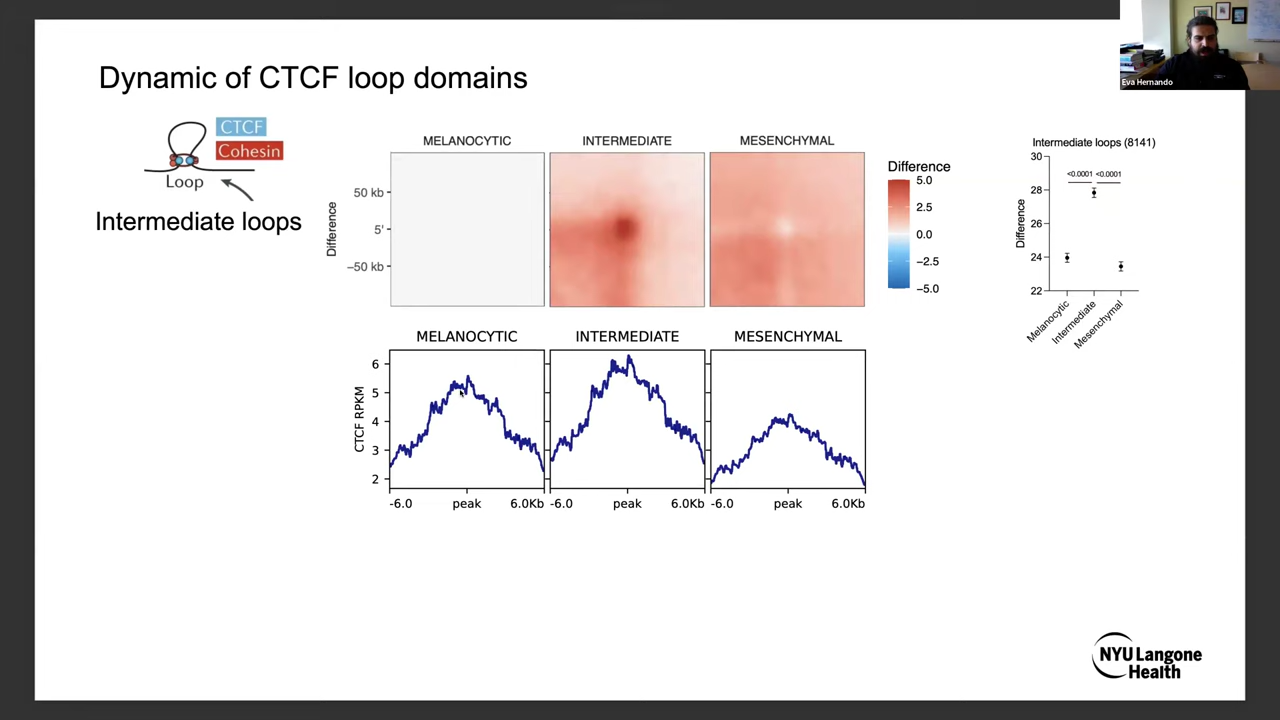 Dynamic of CTCF loop domains
Eva Hernando
CTCF
Cohesin
Loop
Intermediate loops
MELANOCYTIC
INTERMEDIATE
MESENCHYMAL
Difference
50 kb
5'
−50 kb
Difference
5.0
2.5
0.0
−2.5
−5.0
Intermediate loops (8141)
Difference
30
28
26
24
22
<0.0001
<0.0001
Melanocytic
Intermediate
Mesenchymal
MELANOCYTIC
INTERMEDIATE
MESENCHYMAL
CTCF RPKM
6
5
4
3
2
-6.0
peak
6.0Kb
-6.0
peak
6.0Kb
-6.0
peak
6.0Kb
NYU Langone
Health